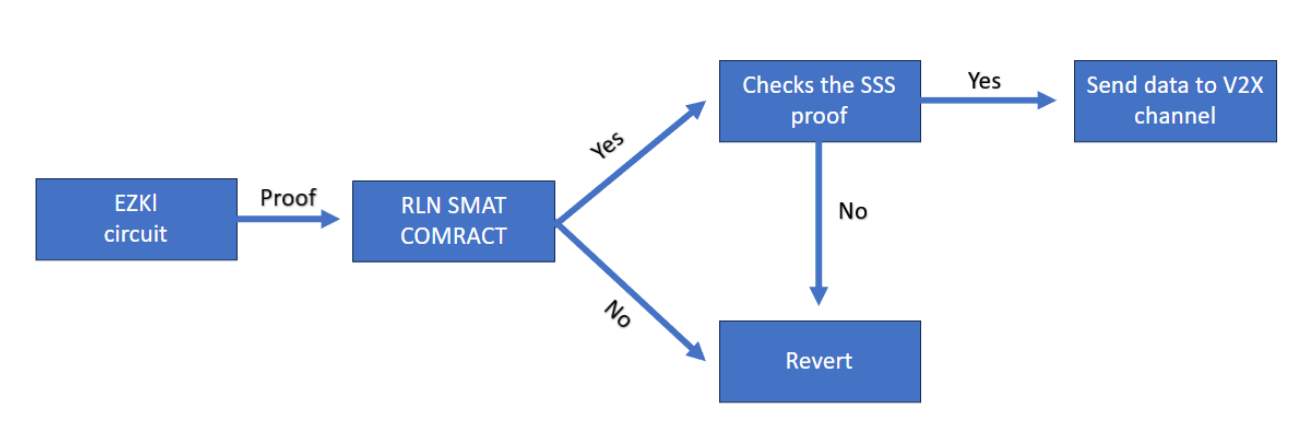 EZKl
circuit
Proof
RLN SMAT
COMRACT
Yes
No
Checks the SSS
proof
Yes
Send data to V2X
channel
No
Revert